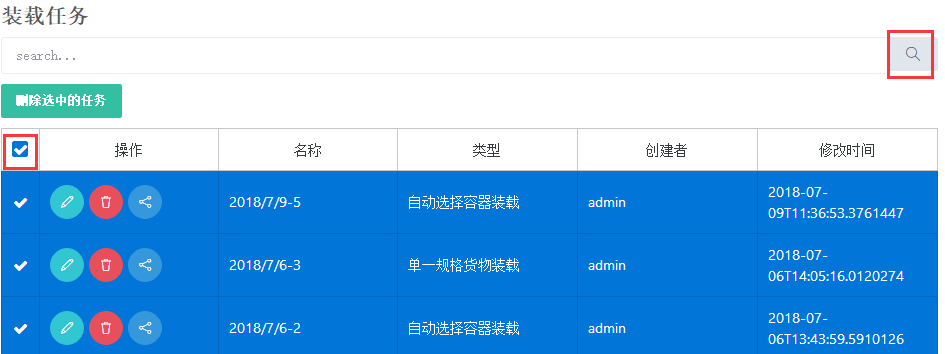 装载任务
search...
删除选中的任务
操作 名称 类型 创建者 修改时间
2018/7/9-5 自动选择容器装载 admin 2018-07-
09T11:36:53.3761447
2018/7/6-3 单一规格货物装载 admin 2018-07-
06T14:05:16.0120274
2018/7/6-2 自动选择容器装载 admin 2018-07-
06T13:43:59.5910126